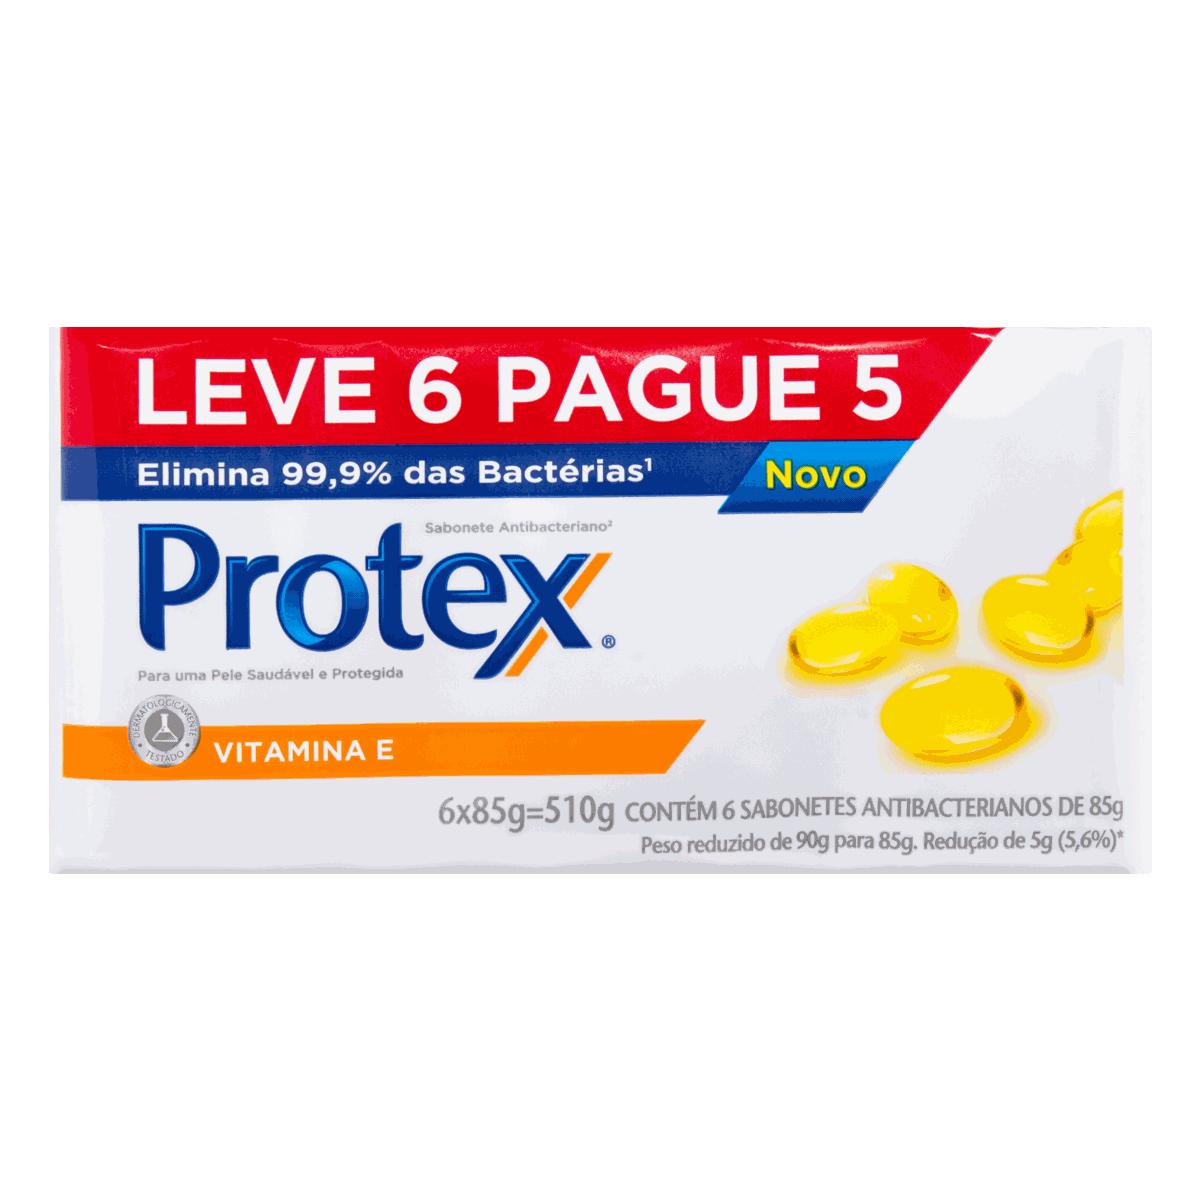 LEVE 6 PAGUE 5
Elimina 99,9% das Bactérias¹
Novo
Sabonete Antibacteriano²
Protex®
Para uma Pele Saudável e Protegida
DERMATOLOGICAMENTE
• TESTADO •
VITAMINA E
6x85g=510g CONTÉM 6 SABONETES ANTIBACTERIANOS DE 85g
Peso reduzido de 90g para 85g. Redução de 5g (5,6%)*